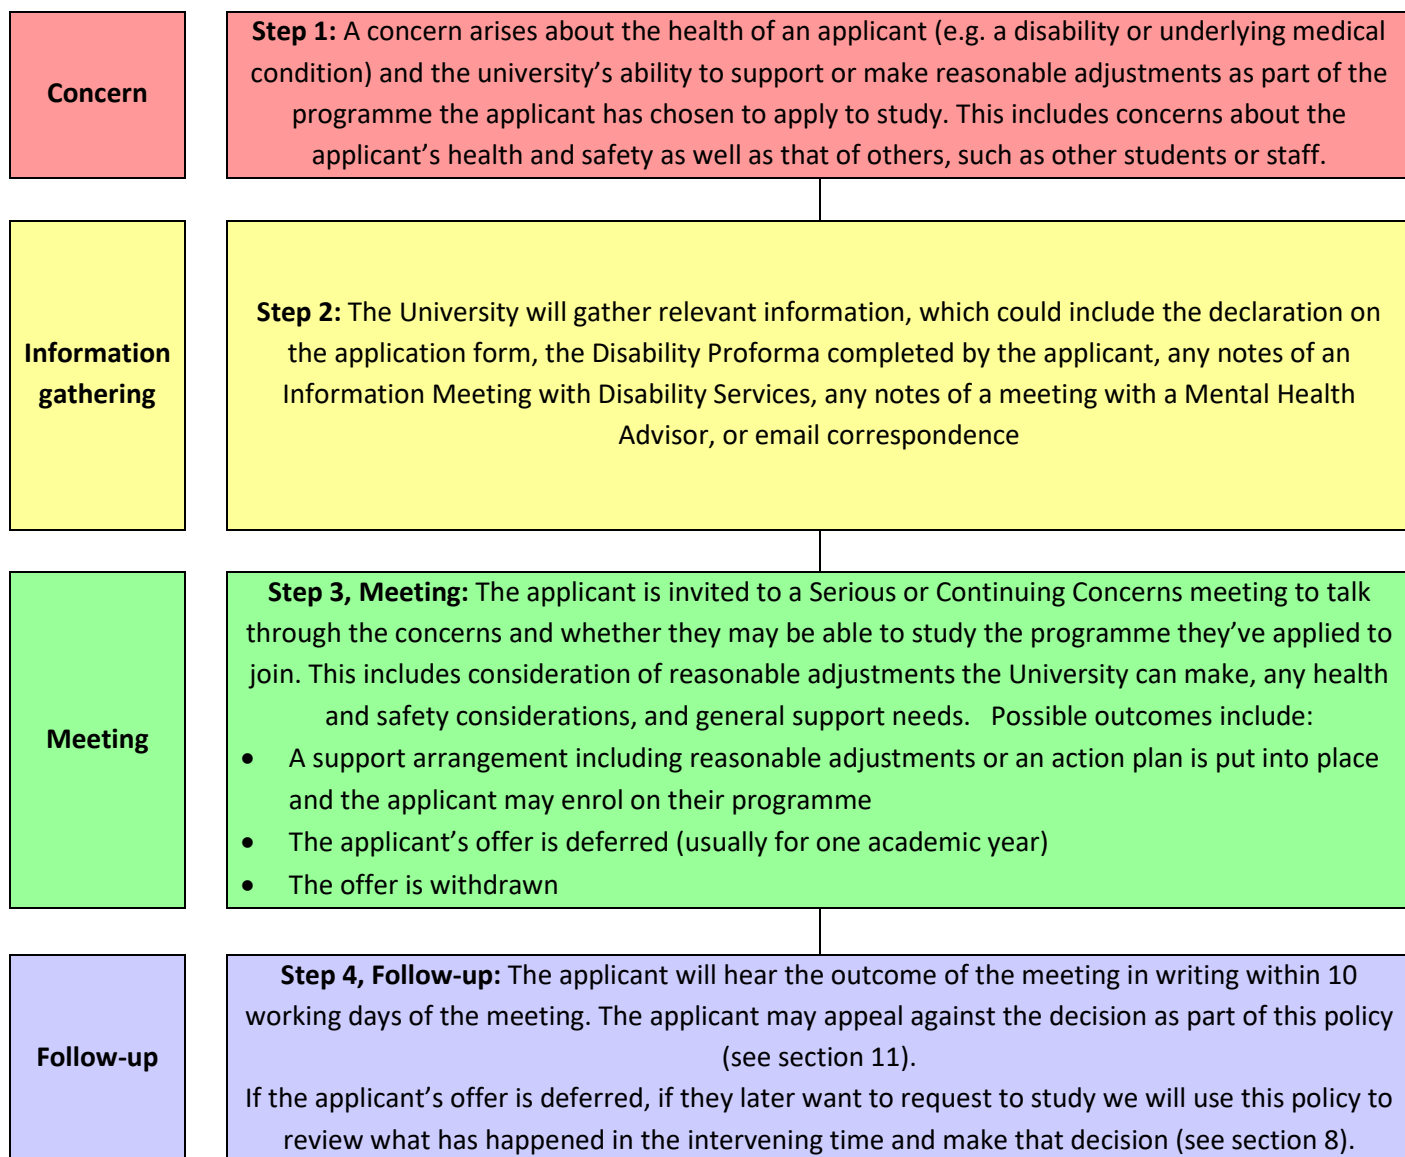 Concern
Step 1: A concern arises about the health of an applicant (e.g. a disability or underlying medical
condition) and the university’s ability to support or make reasonable adjustments as part of the
programme the applicant has chosen to apply to study. This includes concerns about the
applicant’s health and safety as well as that of others, such as other students or staff.
Information
gathering
Step 2: The University will gather relevant information, which could include the declaration on
the application form, the Disability Proforma completed by the applicant, any notes of an
Information Meeting with Disability Services, any notes of a meeting with a Mental Health
Advisor, or email correspondence
Meeting
Step 3, Meeting: The applicant is invited to a Serious or Continuing Concerns meeting to talk
through the concerns and whether they may be able to study the programme they’ve applied to
join. This includes consideration of reasonable adjustments the University can make, any health
and safety considerations, and general support needs.   Possible outcomes include:
• A support arrangement including reasonable adjustments or an action plan is put into place
and the applicant may enrol on their programme
• The applicant’s offer is deferred (usually for one academic year)
• The offer is withdrawn
Follow-up
Step 4, Follow-up: The applicant will hear the outcome of the meeting in writing within 10
working days of the meeting. The applicant may appeal against the decision as part of this policy
(see section 11).
If the applicant’s offer is deferred, if they later want to request to study we will use this policy to
review what has happened in the intervening time and make that decision (see section 8).